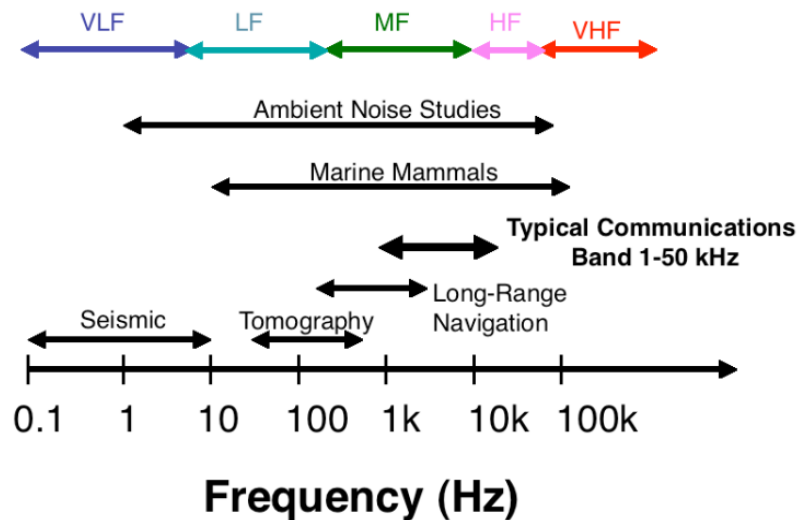 VLF LF MF HF VHF
Ambient Noise Studies
Marine Mammals
Typical Communications
Band 1-50 kHz
Long-Range
Navigation
Seismic Tomography
0.1 1 10 100 1k 10k 100k
Frequency (Hz)